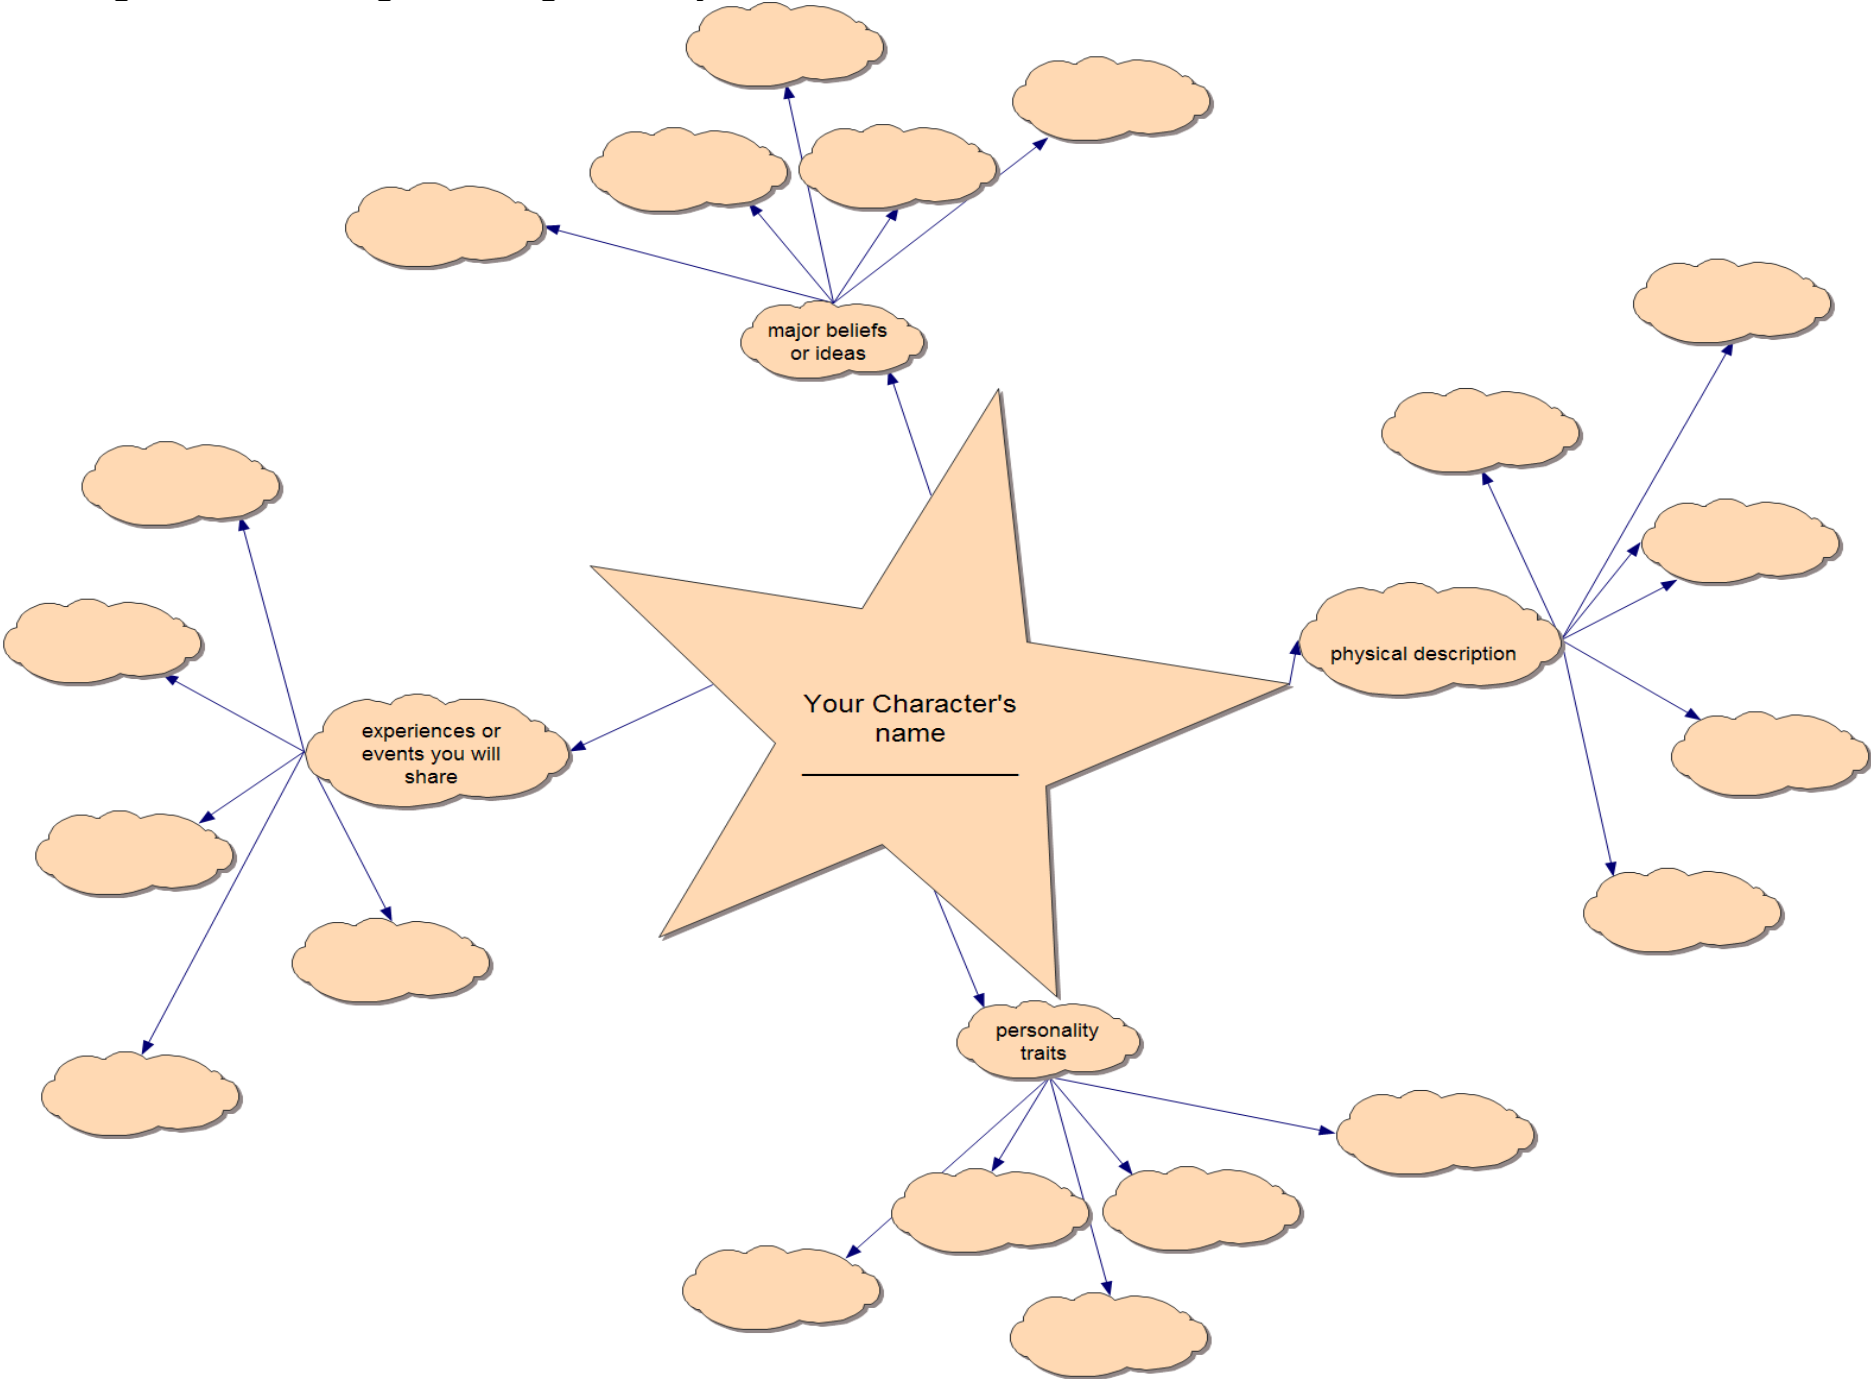 major beliefs
or ideas
physical description
Your Character's
name
experiences or
events you will
share
personality
traits